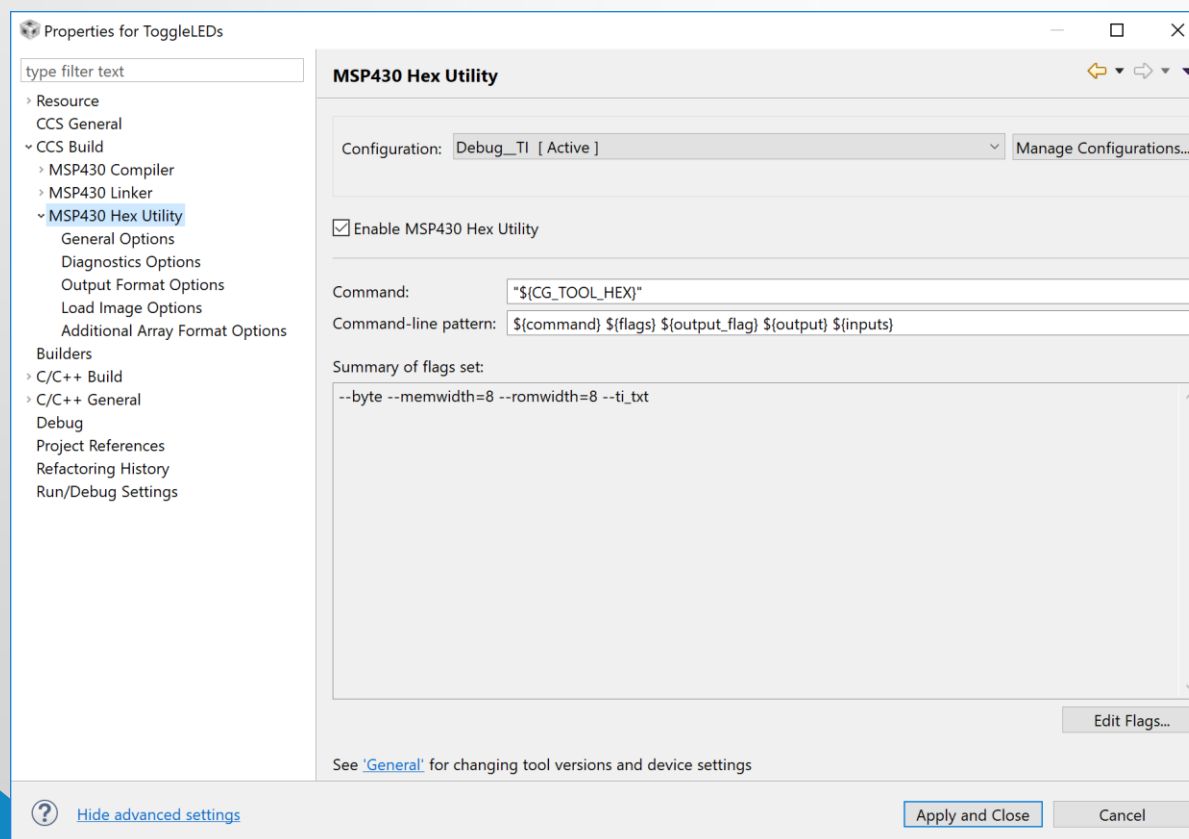 Properties for ToggleLEDs
type filter text
Resource
CCS General
CCS Build
MSP430 Compiler
MSP430 Linker
MSP430 Hex Utility
General Options
Diagnostics Options
Output Format Options
Load Image Options
Additional Array Format Options
Builders
C/C++ Build
C/C++ General
Debug
Project References
Refactoring History
Run/Debug Settings
MSP430 Hex Utility
Configuration: Debug__TI [ Active ] Manage Configurations...
Enable MSP430 Hex Utility
Command: "${CG_TOOL_HEX}"
Command-line pattern: ${command} ${flags} ${output_flag} ${output} ${inputs}
Summary of flags set:
--byte --memwidth=8 --romwidth=8 --ti_txt
Edit Flags...
See 'General' for changing tool versions and device settings
? Hide advanced settings
Apply and Close Cancel